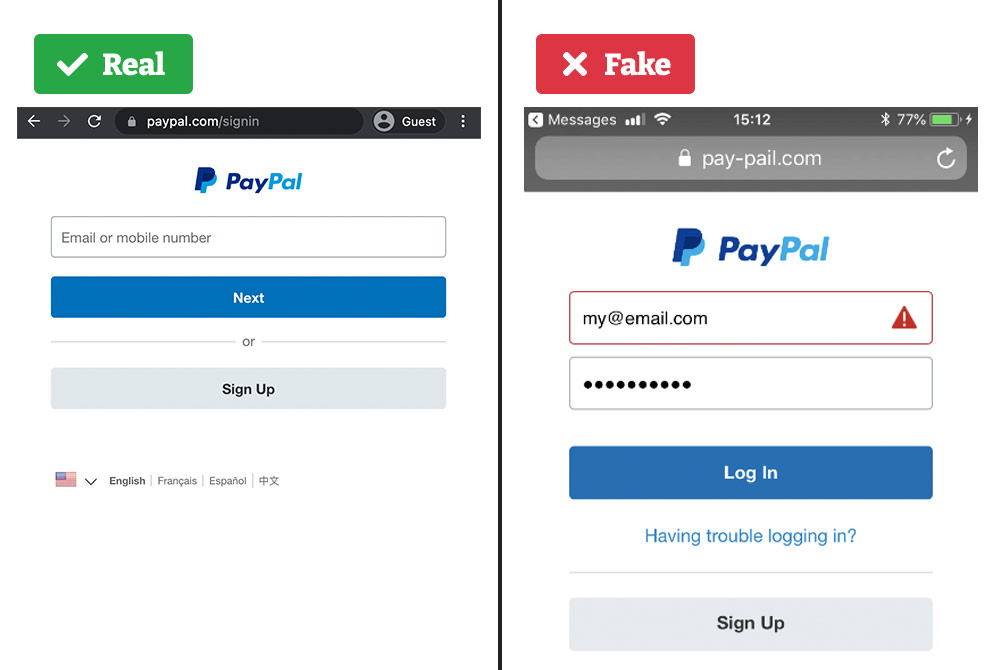 Real
paypal.com/signin
Guest
PayPal
Email or mobile number
Next
or
Sign Up
English
Français
Español
中文
Fake
Messages
15:12
77%
pay-pail.com
PayPal
my@email.com
••••••••••
Log In
Having trouble logging in?
Sign Up